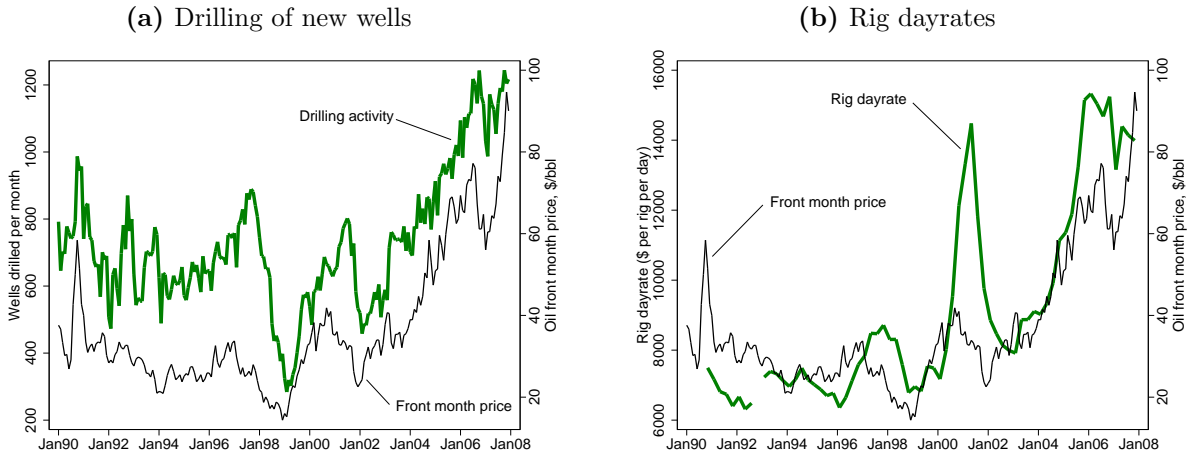 (a) Drilling of new wells
Wells drilled per month
200 400 600 800 1000 1200
Drilling activity
Front month price
20 40 60 80 100
Oil front month price, $/bbl
Jan90 Jan92 Jan94 Jan96 Jan98 Jan00 Jan02 Jan04 Jan06 Jan08
(b) Rig dayrates
Rig dayrate ($ per rig per day)
6000 8000 10000 12000 14000 16000
Rig dayrate
Front month price
20 40 60 80 100
Oil front month price, $/bbl
Jan90 Jan92 Jan94 Jan96 Jan98 Jan00 Jan02 Jan04 Jan06 Jan08